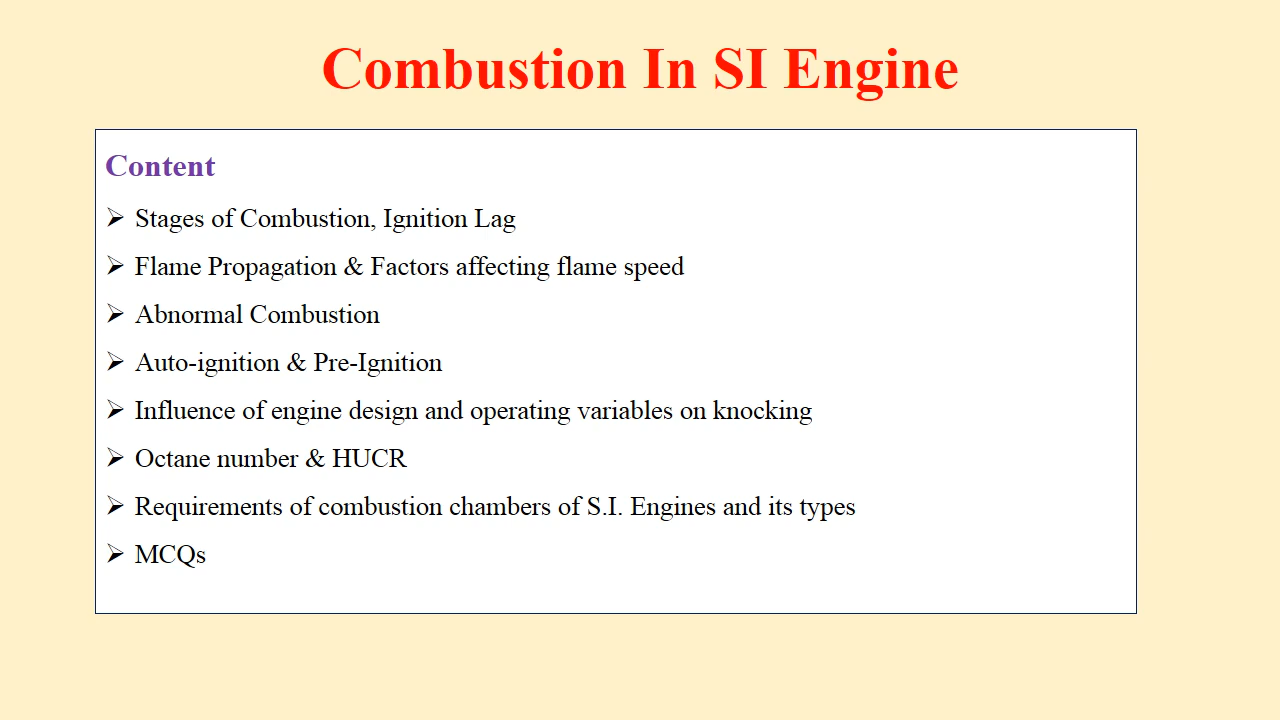 Combustion In SI Engine
Content
➢ Stages of Combustion, Ignition Lag
➢ Flame Propagation & Factors affecting flame speed
➢ Abnormal Combustion
➢ Auto-ignition & Pre-Ignition
➢ Influence of engine design and operating variables on knocking
➢ Octane number & HUCR
➢ Requirements of combustion chambers of S.I. Engines and its types
➢ MCQs